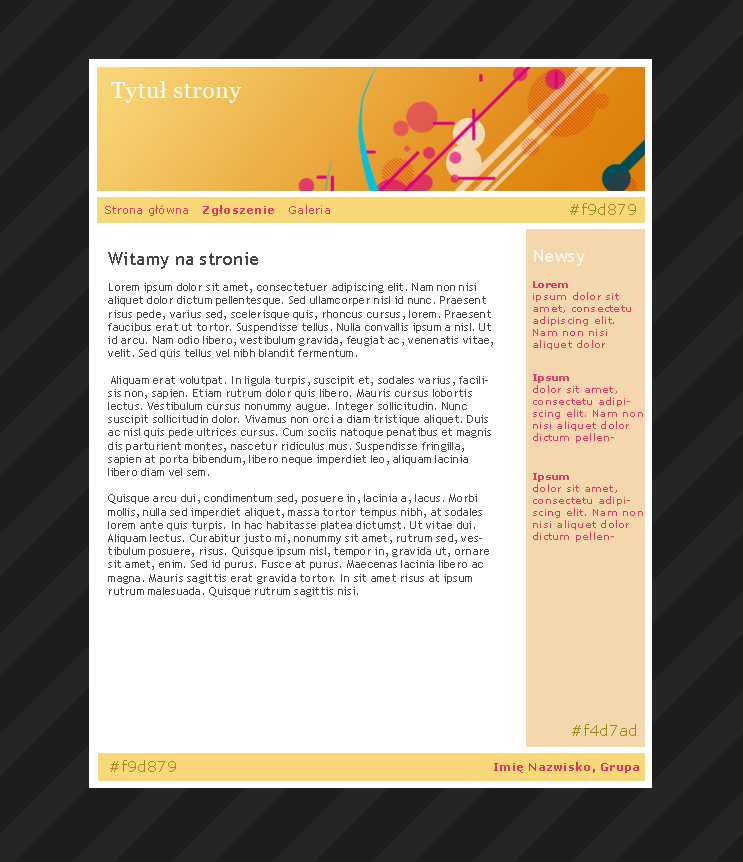 Tytuł strony
Strona główna Zgłoszenie Galeria #f9d879
Witamy na stronie
Lorem ipsum dolor sit amet, consectetuer adipiscing elit. Nam non nisi
aliquet dolor dictum pellentesque. Sed ullamcorper nisl id nunc. Praesent
risus pede, varius sed, scelerisque quis, rhoncus cursus, lorem. Praesent
faucibus erat ut tortor. Suspendisse tellus. Nulla convallis ipsum a nisl. Ut
id arcu. Nam odio libero, vestibulum gravida, feugiat ac, venenatis vitae,
velit. Sed quis tellus vel nibh blandit fermentum.
Aliquam erat volutpat. In ligula turpis, suscipit et, sodales varius, facili-
sis non, sapien. Etiam rutrum dolor quis libero. Mauris cursus lobortis
lectus. Vestibulum cursus nonummy augue. Integer sollicitudin. Nunc
suscipit sollicitudin dolor. Vivamus non orci a diam tristique aliquet. Duis
ac nisl quis pede ultrices cursus. Cum sociis natoque penatibus et magnis
dis parturient montes, nascetur ridiculus mus. Suspendisse fringilla,
sapien at porta bibendum, libero neque imperdiet leo, aliquam lacinia
libero diam vel sem.
Quisque arcu dui, condimentum sed, posuere in, lacinia a, lacus. Morbi
mollis, nulla sed imperdiet aliquet, massa tortor tempus nibh, at sodales
lorem ante quis turpis. In hac habitasse platea dictumst. Ut vitae dui.
Aliquam lectus. Curabitur justo mi, nonummy sit amet, rutrum sed, ves-
tibulum posuere, risus. Quisque ipsum nisl, tempor in, gravida ut, ornare
sit amet, enim. Sed id purus. Fusce at purus. Maecenas lacinia libero ac
magna. Mauris sagittis erat gravida tortor. In sit amet risus at ipsum
rutrum malesuada. Quisque rutrum sagittis nisi.
Newsy
Lorem
ipsum dolor sit
amet, consectetu
adipiscing elit.
Nam non nisi
aliquet dolor
Ipsum
dolor sit amet,
consectetu adipi-
scing elit. Nam non
nisi aliquet dolor
dictum pellen-
Ipsum
dolor sit amet,
consectetu adipi-
scing elit. Nam non
nisi aliquet dolor
dictum pellen-
#f4d7ad
#f9d879 Imię Nazwisko, Grupa